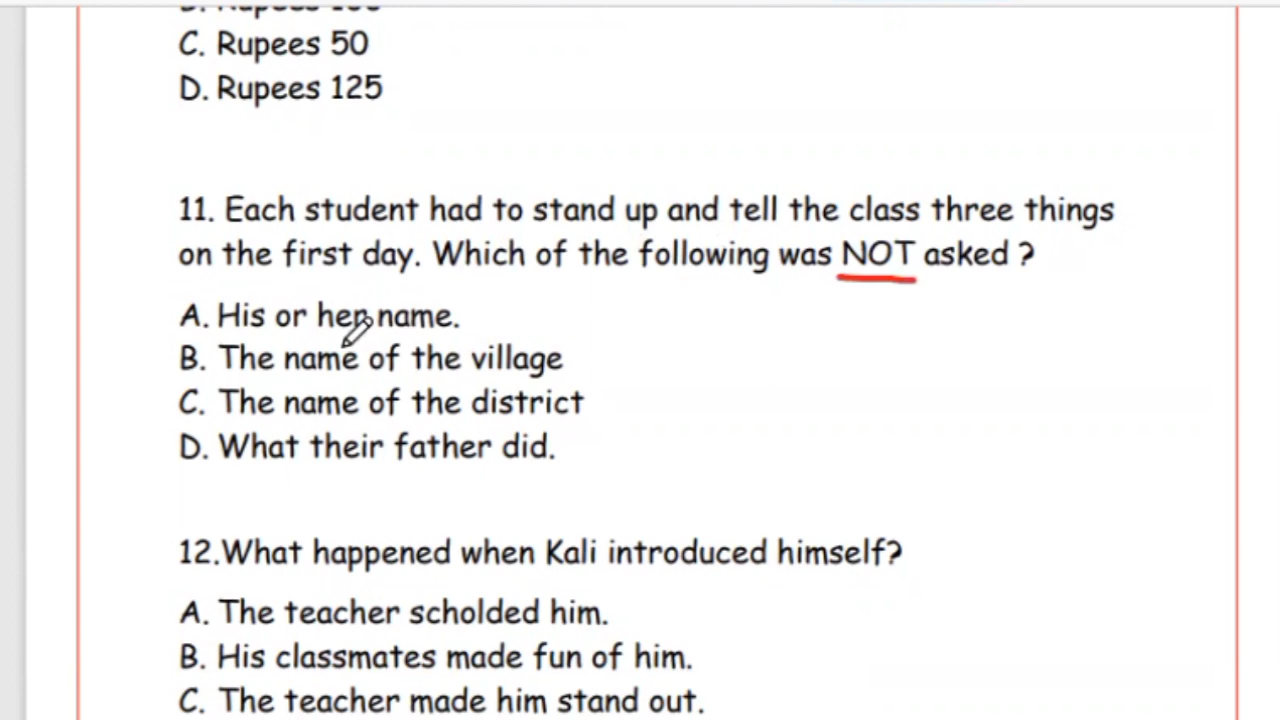 C. Rupees 50
D. Rupees 125
11. Each student had to stand up and tell the class three things
on the first day. Which of the following was NOT asked ?
A. His or her name.
B. The name of the village
C. The name of the district
D. What their father did.
12.What happened when Kali introduced himself?
A. The teacher scholded him.
B. His classmates made fun of him.
C. The teacher made him stand out.